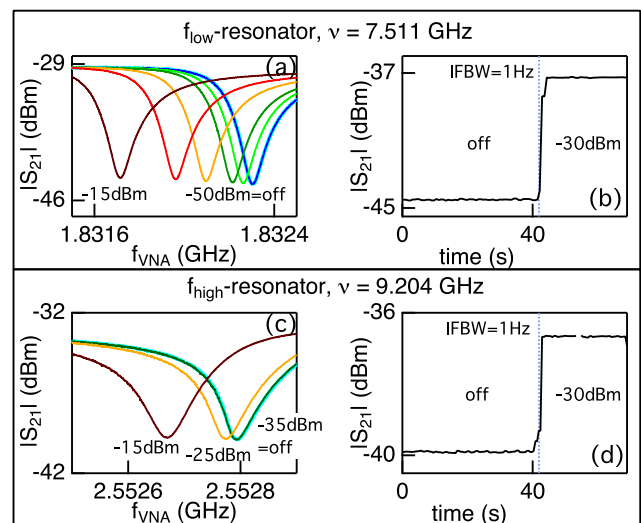 f_low-resonator, ν = 7.511 GHz
(a)
-29
-46
|S21| (dBm)
-15dBm
-50dBm=off
1.8316
1.8324
f_VNA (GHz)
(b)
-37
-45
|S21| (dBm)
IFBW=1Hz
off
-30dBm
0
40
time (s)
f_high-resonator, ν = 9.204 GHz
(c)
-32
-42
|S21| (dBm)
-15dBm
-25dBm
-35dBm
=off
2.5526
2.5528
f_VNA (GHz)
(d)
-36
-40
|S21| (dBm)
IFBW=1Hz
off
-30dBm
0
40
time (s)